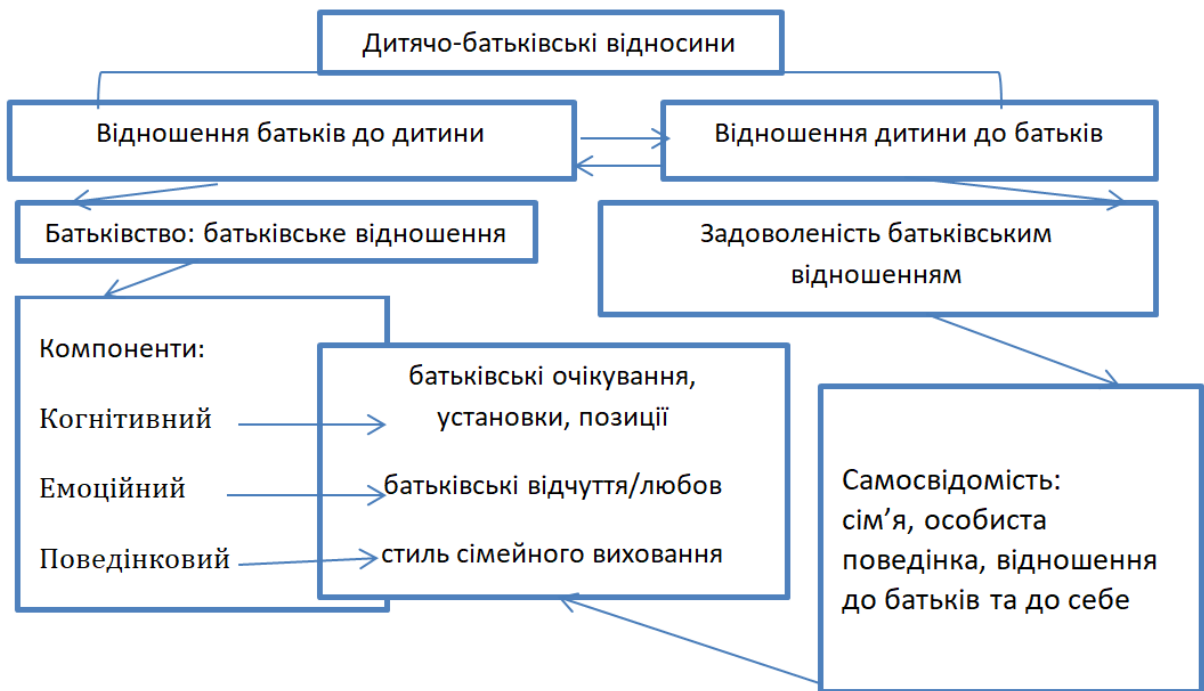 Дитячо-батьківські відносини
Відношення батьків до дитини
Відношення дитини до батьків
Батьківство: батьківське відношення
Задоволеність батьківським
відношенням
Компоненти:
Когнітивний
Емоційний
Поведінковий
батьківські очікування,
установки, позиції
батьківські відчуття/любов
стиль сімейного виховання
Самосвідомість:
сім’я, особиста
поведінка, відношення
до батьків та до себе